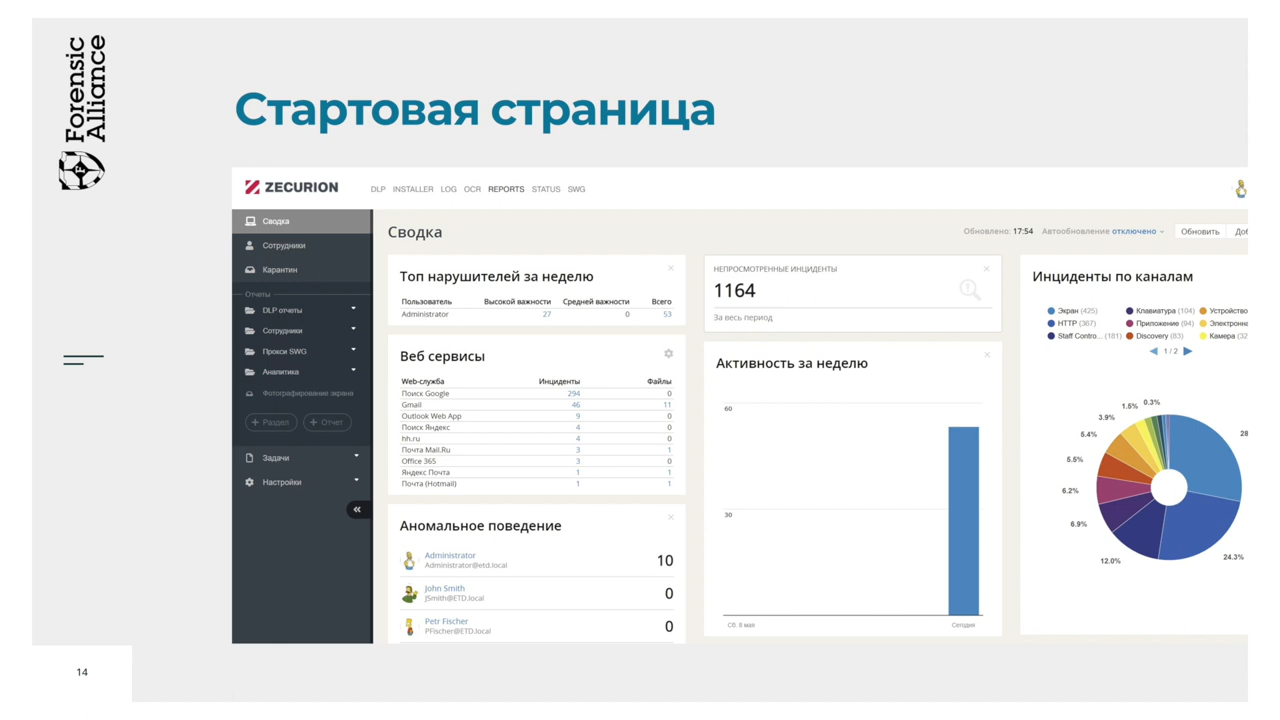 Forensic
Alliance
Стартовая страница
ZECURION
DLP INSTALLER LOG OCR REPORTS STATUS SWG
Сводка
Сотрудники
Карантин
Отчеты
DLP отчеты
Сотрудники
Прокси SWG
Аналитика
Фотографирование экрана
+ Раздел + Отчет
Задачи
Настройки
«
Сводка
Обновлено: 17:54 Автообновление отключено Обновить Доб
Топ нарушителей за неделю
Пользователь Высокой важности Средней важности Всего
Administrator 27 0 53
Веб сервисы
Web-служба Инциденты Файлы
Поиск Google 294 0
Gmail 46 11
Outlook Web App 9 0
Поиск Яндекс 4 0
hh.ru 4 0
Почта Mail.Ru 3 1
Office 365 3 0
Яндекс Почта 1 1
Почта (Hotmail) 1 1
Аномальное поведение
Administrator
Administrator@etd.local
10
John Smith
JSmith@ETD.local
0
Petr Fischer
PFischer@ETD.local
0
НЕПРОСМОТРЕННЫЕ ИНЦИДЕНТЫ
1164
За весь период
Активность за неделю
60
30
Сб. 8 мая Сегодня
Инциденты по каналам
Экран (425) Клавиатура (104) Устройство
HTTP (367) Приложение (94) Электронна
Staff Contro... (181) Discovery (83) Камера (32
1 / 2
0.3%
1.5%
3.9%
5.4%
5.5%
6.2%
6.9%
12.0%
24.3%
28
14